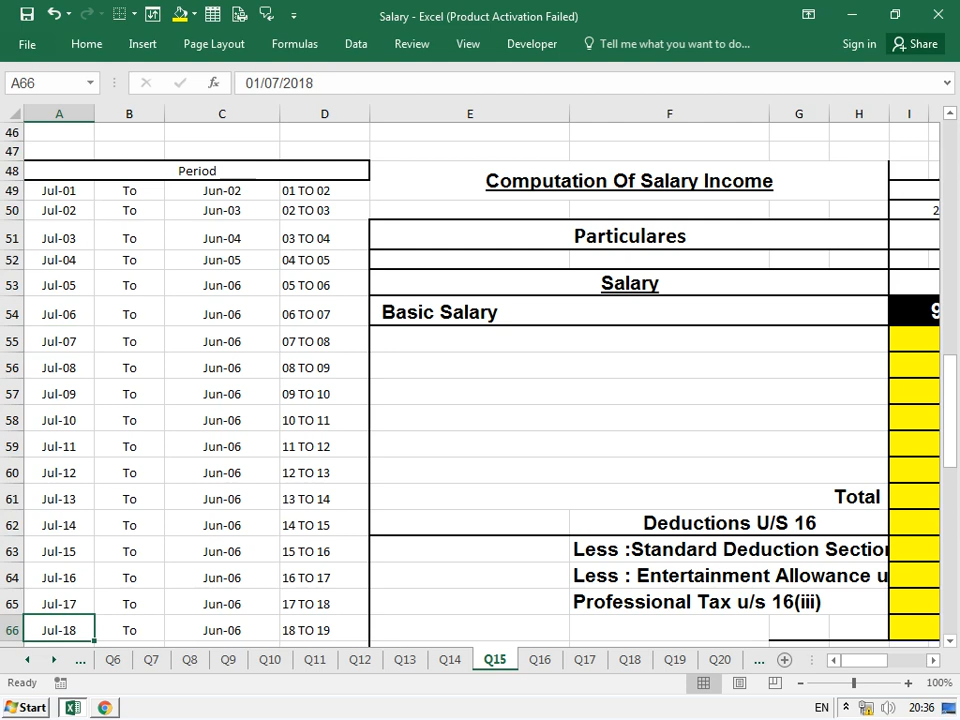 Salary - Excel (Product Activation Failed)
File Home Insert Page Layout Formulas Data Review View Developer Tell me what you want to do... Sign in Share
A66 fx 01/07/2018
A B C D E F G H I
46
47
48 Period Computation Of Salary Income
49 Jul-01 To Jun-02 01 TO 02
50 Jul-02 To Jun-03 02 TO 03 2
51 Jul-03 To Jun-04 03 TO 04 Particulares
52 Jul-04 To Jun-05 04 TO 05
53 Jul-05 To Jun-06 05 TO 06 Salary
54 Jul-06 To Jun-06 06 TO 07 Basic Salary 9
55 Jul-07 To Jun-06 07 TO 08
56 Jul-08 To Jun-06 08 TO 09
57 Jul-09 To Jun-06 09 TO 10
58 Jul-10 To Jun-06 10 TO 11
59 Jul-11 To Jun-06 11 TO 12
60 Jul-12 To Jun-06 12 TO 13
61 Jul-13 To Jun-06 13 TO 14 Total
62 Jul-14 To Jun-06 14 TO 15 Deductions U/S 16
63 Jul-15 To Jun-06 15 TO 16 Less :Standard Deduction Section
64 Jul-16 To Jun-06 16 TO 17 Less : Entertainment Allowance u
65 Jul-17 To Jun-06 17 TO 18 Professional Tax u/s 16(iii)
66 Jul-18 To Jun-06 18 TO 19
... Q6 Q7 Q8 Q9 Q10 Q11 Q12 Q13 Q14 Q15 Q16 Q17 Q18 Q19 Q20 ...
Ready 100%
Start EN 20:36